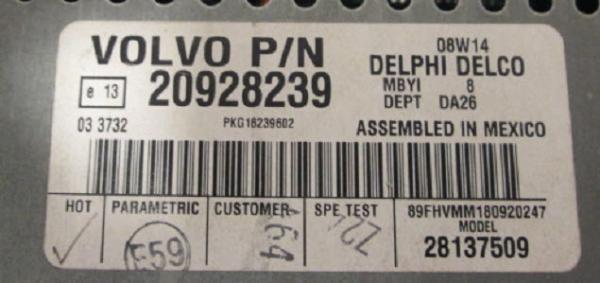 VOLVO P/N
20928239
08W14
DELPHI DELCO
MBYI 8
DEPT DA26
e 13
03 3732
PKG16239602
ASSEMBLED IN MEXICO
HOT PARAMETRIC CUSTOMER SPE.TEST
E59
89FHVMM180920247
MODEL
28137509